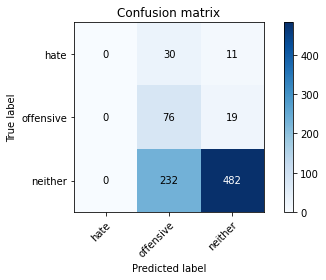 Confusion matrix
True label
hate 0 30 11
offensive 0 76 19
neither 0 232 482
hate offensive neither
Predicted label
400
300
200
100
0